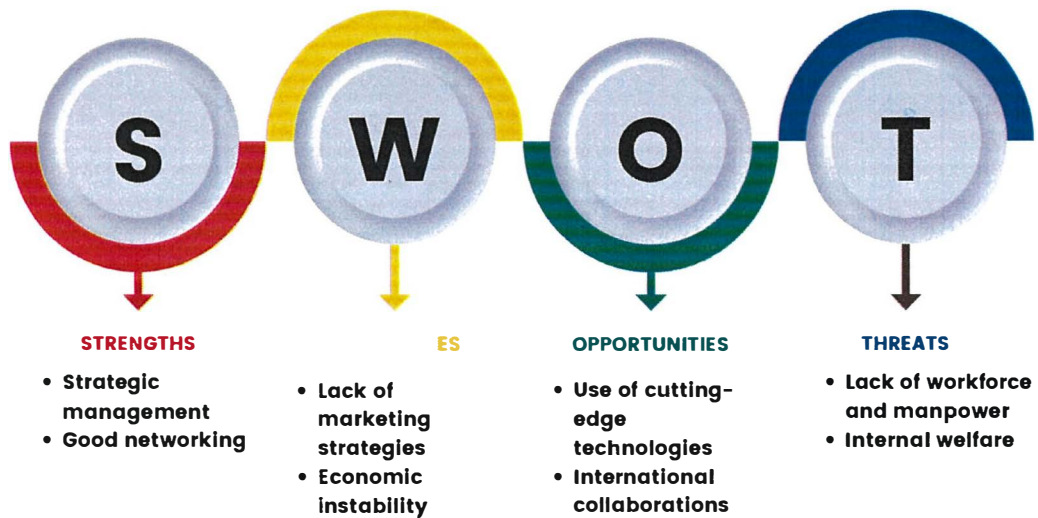 S
W
O
T
STRENGTHS
• Strategic
management
• Good networking
ES
• Lack of
marketing
strategies
• Economic
instability
OPPORTUNITIES
• Use of cutting-
edge
technologies
• International
collaborations
THREATS
• Lack of workforce
and manpower
• Internal welfare